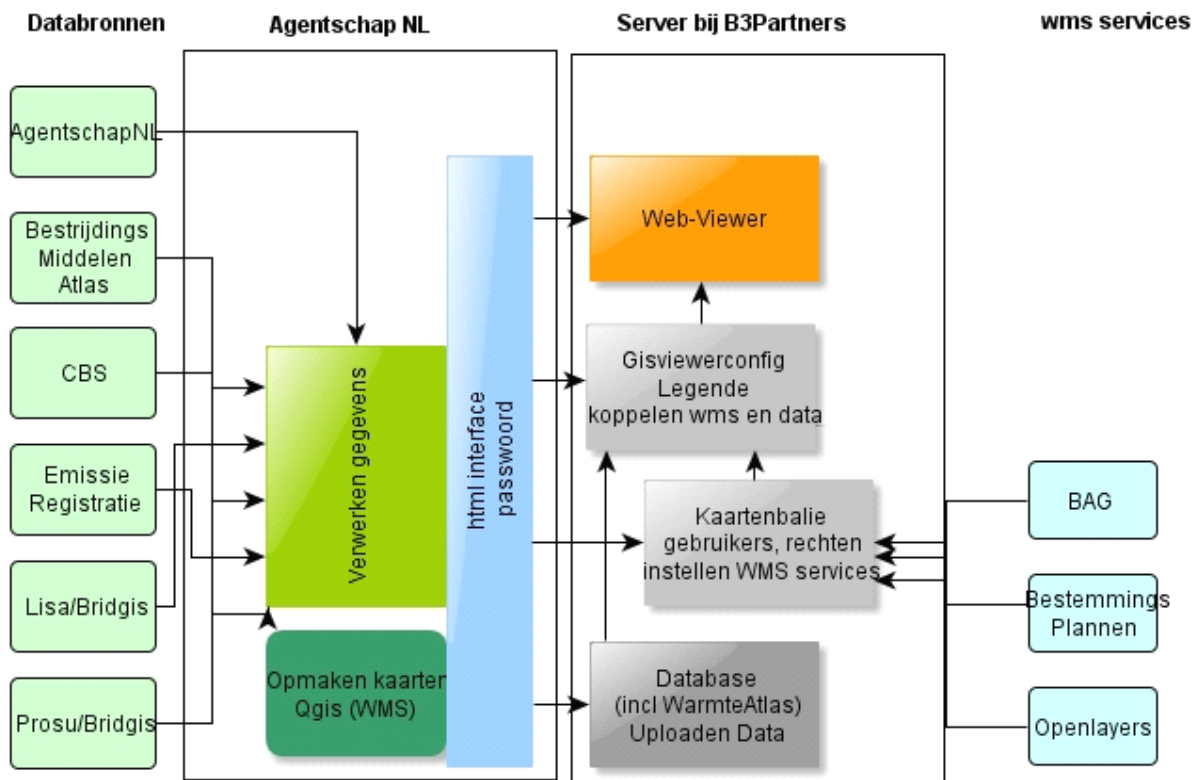 Databronnen
Agentschap NL
Server bij B3Partners
wms services
AgentschapNL
Bestrijdings
Middelen
Atlas
CBS
Emissie
Registratie
Lisa/Bridgis
Prosu/Bridgis
Verwerken gegevens
Opmaken kaarten
Qgis (WMS)
html interface
passwoord
Web-Viewer
Gisviewerconfig
Legende
koppelen wms en data
Kaartenbalie
gebruikers, rechten
instellen WMS services
Database
(incl WarmteAtlas)
Uploaden Data
BAG
Bestemmings
Plannen
Openlayers